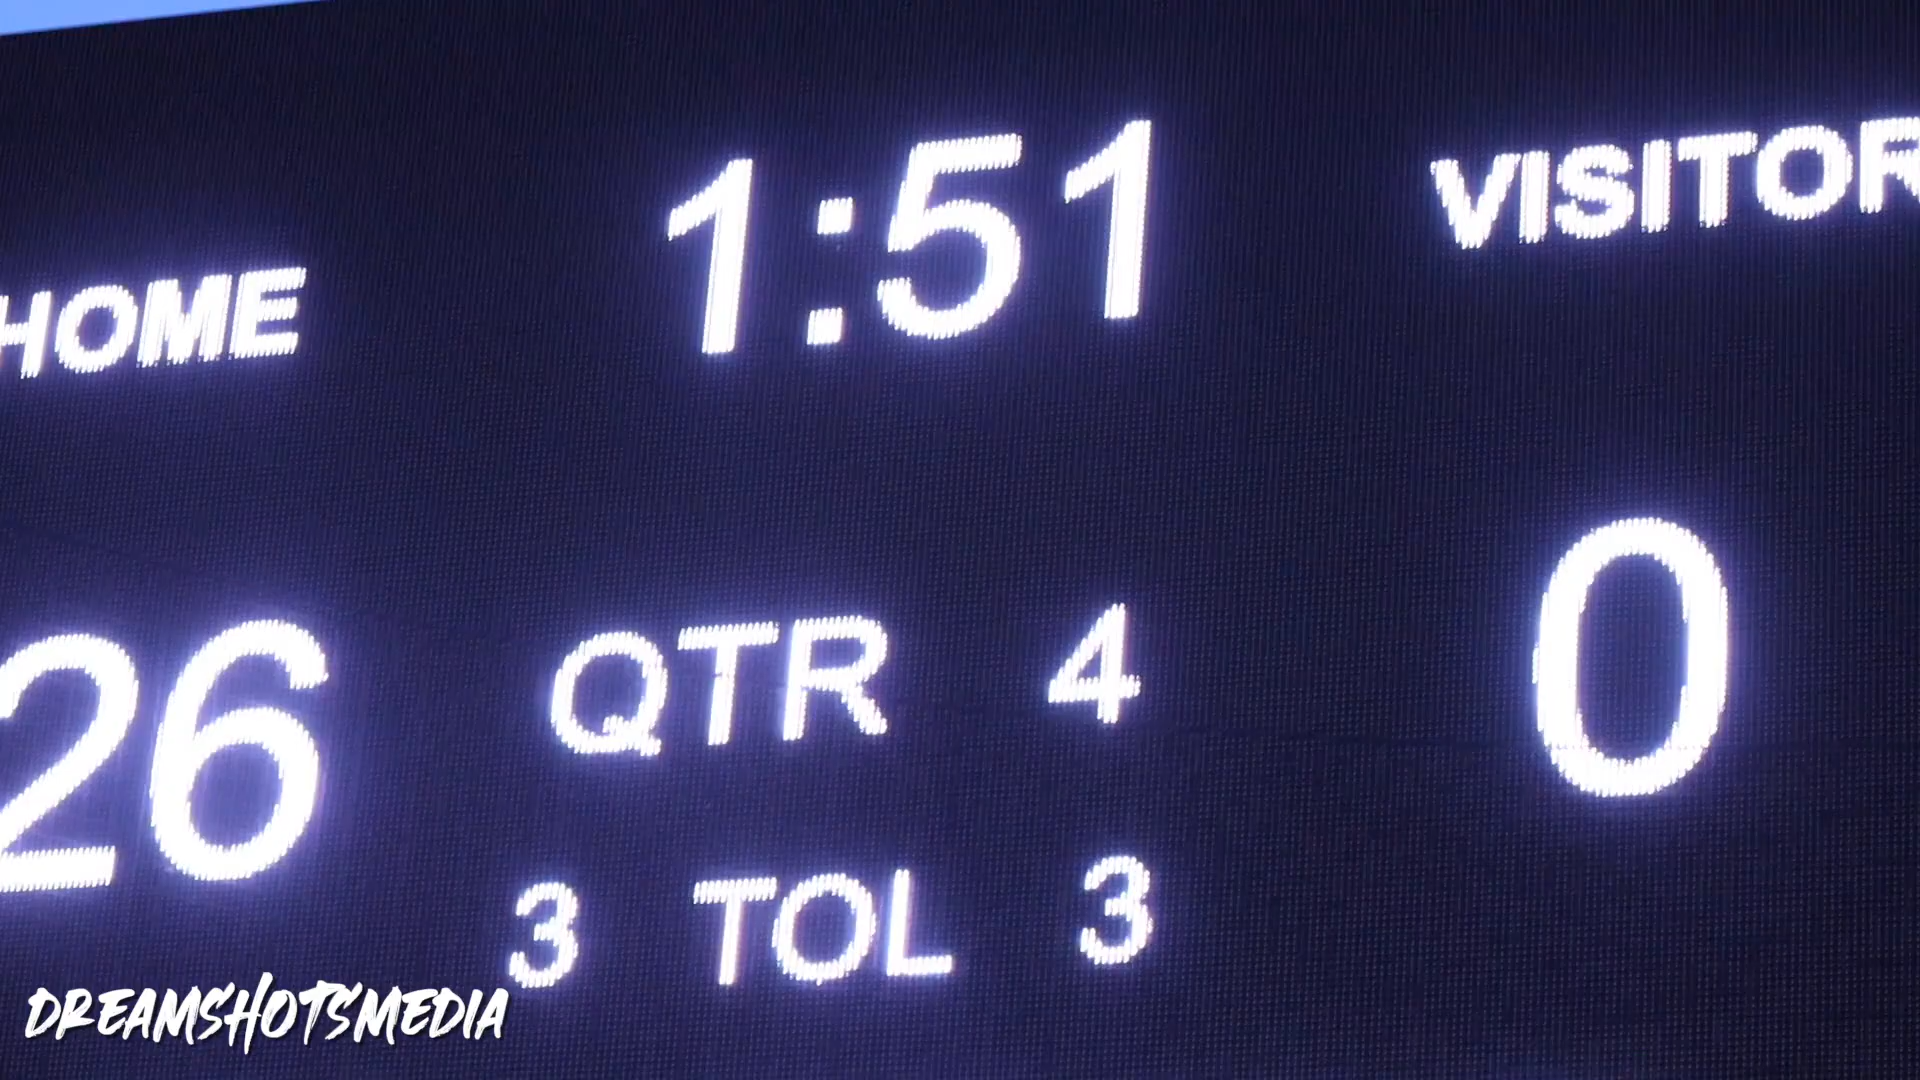 HOME 1:51 VISITOR
26 QTR 4 0
3 TOL 3
DREAMSHOTSMEDIA